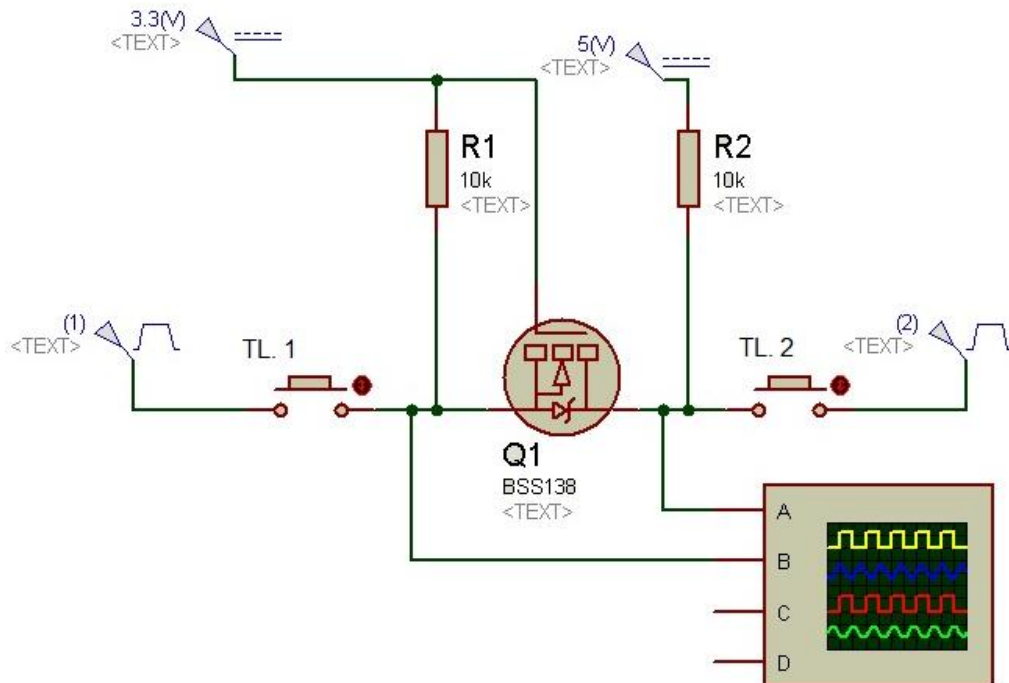 3.3(V)
<TEXT>
5(V)
<TEXT>
R1
10k
<TEXT>
R2
10k
<TEXT>
(1)
<TEXT>
TL. 1
TL. 2
(2)
<TEXT>
Q1
BSS138
<TEXT>
A
B
C
D